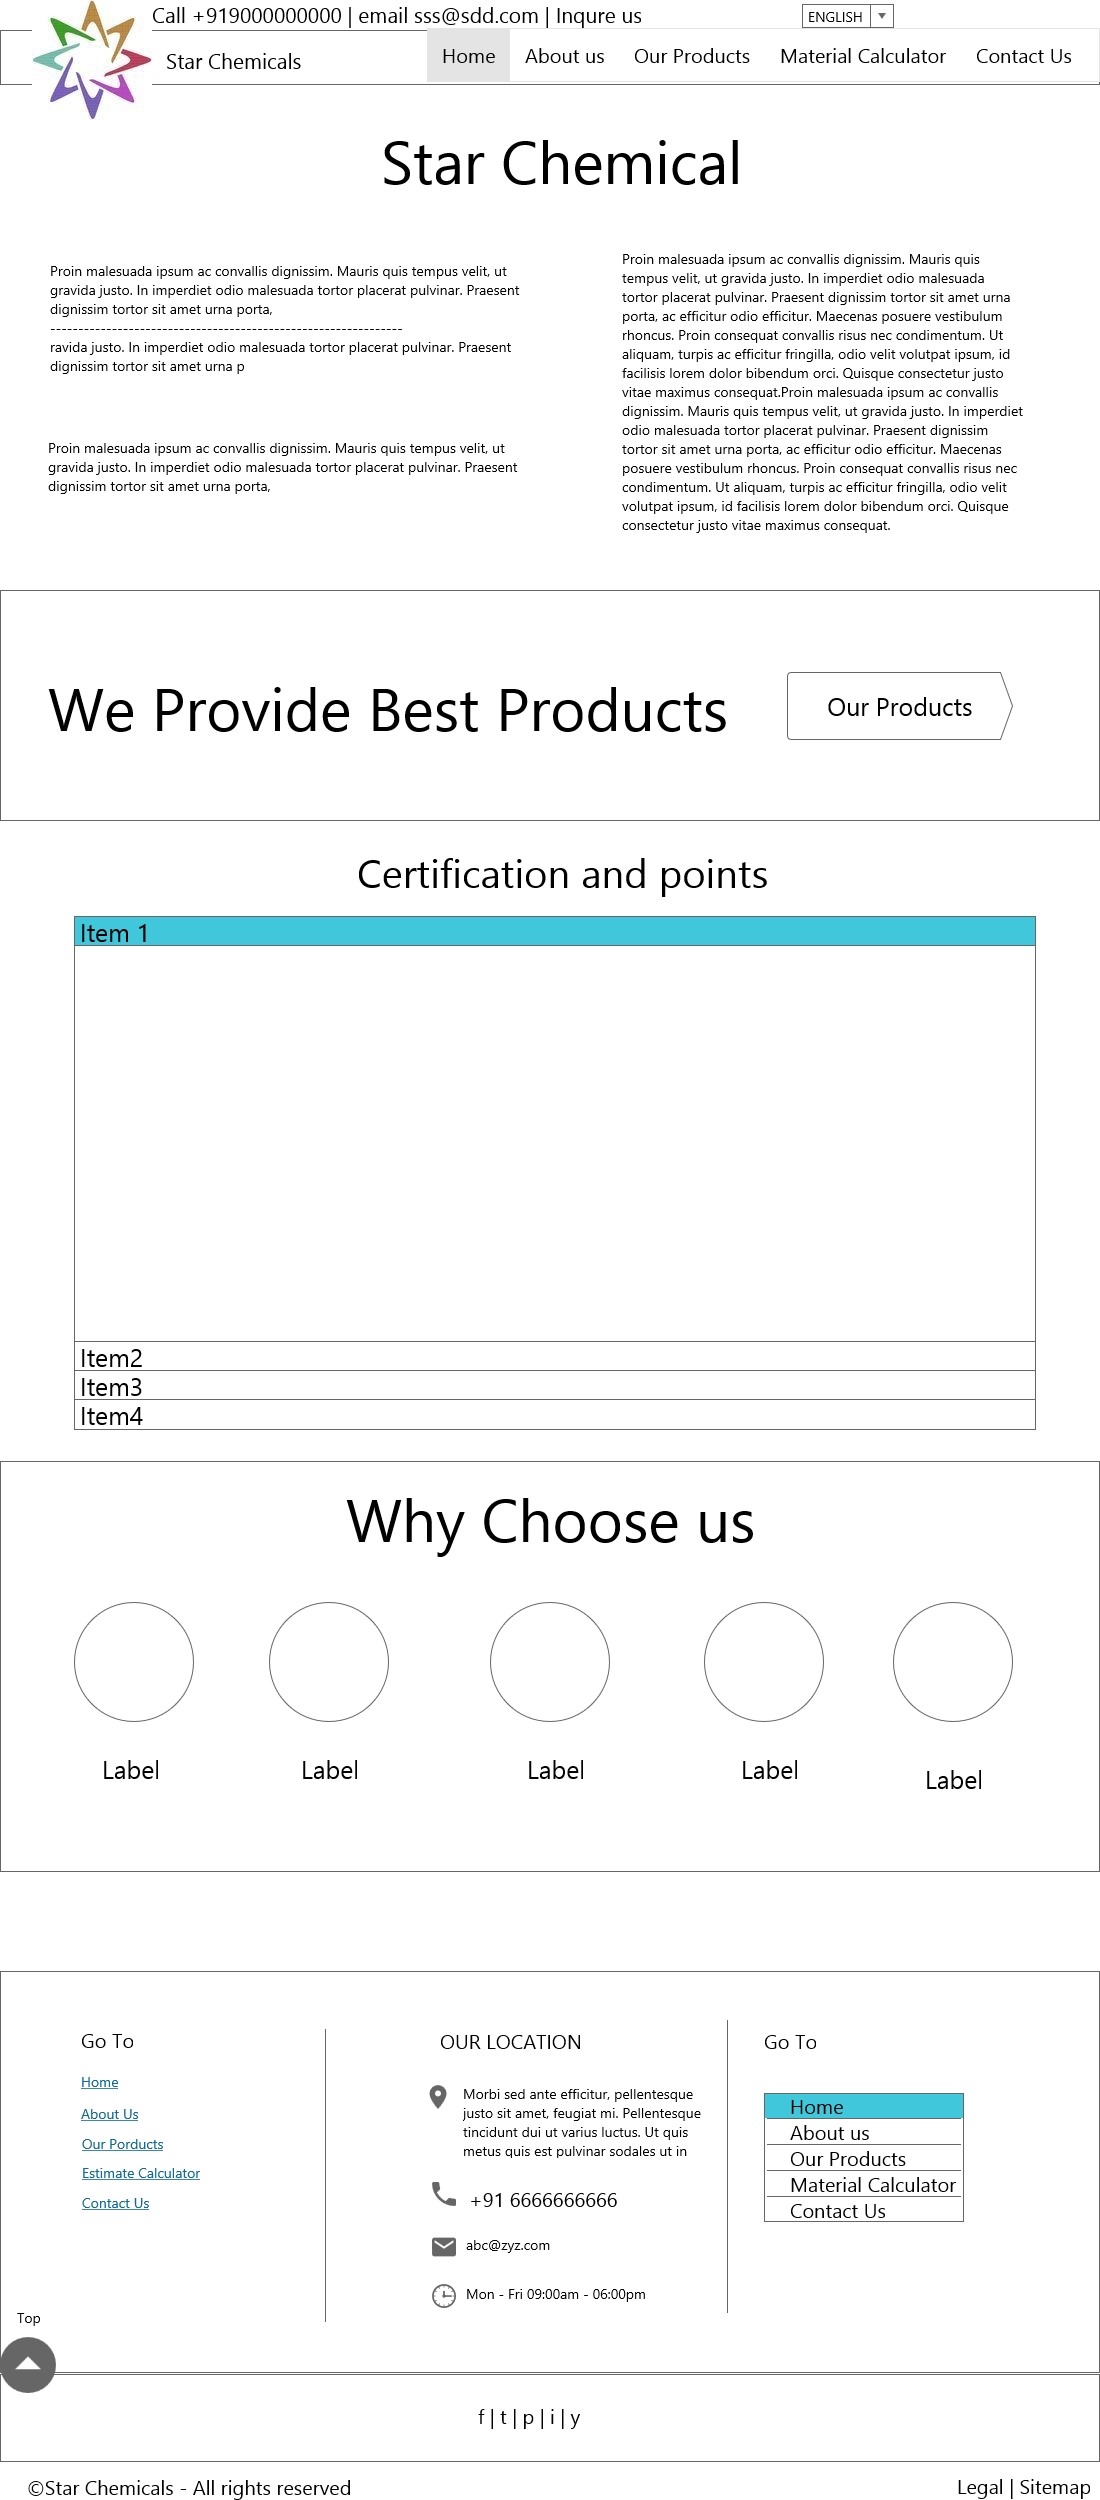 Call +919000000000 | email sss@sdd.com | Inqure us
ENGLISH
Star Chemicals
Home About us Our Products Material Calculator Contact Us
Star Chemical
Proin malesuada ipsum ac convallis dignissim. Mauris quis tempus velit, ut
gravida justo. In imperdiet odio malesuada tortor placerat pulvinar. Praesent
dignissim tortor sit amet urna porta,
----------------------------------------------------------------
ravida justo. In imperdiet odio malesuada tortor placerat pulvinar. Praesent
dignissim tortor sit amet urna p
Proin malesuada ipsum ac convallis dignissim. Mauris quis tempus velit, ut
gravida justo. In imperdiet odio malesuada tortor placerat pulvinar. Praesent
dignissim tortor sit amet urna porta,
Proin malesuada ipsum ac convallis dignissim. Mauris quis
tempus velit, ut gravida justo. In imperdiet odio malesuada
tortor placerat pulvinar. Praesent dignissim tortor sit amet urna
porta, ac efficitur odio efficitur. Maecenas posuere vestibulum
rhoncus. Proin consequat convallis risus nec condimentum. Ut
aliquam, turpis ac efficitur fringilla, odio velit volutpat ipsum, id
facilisis lorem dolor bibendum orci. Quisque consectetur justo
vitae maximus consequat.Proin malesuada ipsum ac convallis
dignissim. Mauris quis tempus velit, ut gravida justo. In imperdiet
odio malesuada tortor placerat pulvinar. Praesent dignissim
tortor sit amet urna porta, ac efficitur odio efficitur. Maecenas
posuere vestibulum rhoncus. Proin consequat convallis risus nec
condimentum. Ut aliquam, turpis ac efficitur fringilla, odio velit
volutpat ipsum, id facilisis lorem dolor bibendum orci. Quisque
consectetur justo vitae maximus consequat.
We Provide Best Products
Our Products
Certification and points
Item 1
Item2
Item3
Item4
Why Choose us
Label Label Label Label Label
Go To
Home
About Us
Our Porducts
Estimate Calculator
Contact Us
Top
OUR LOCATION
Morbi sed ante efficitur, pellentesque
justo sit amet, feugiat mi. Pellentesque
tincidunt dui ut varius luctus. Ut quis
metus quis est pulvinar sodales ut in
+91 6666666666
abc@zyz.com
Mon - Fri 09:00am - 06:00pm
Go To
Home
About us
Our Products
Material Calculator
Contact Us
f | t | p | i | y
©Star Chemicals - All rights reserved
Legal | Sitemap